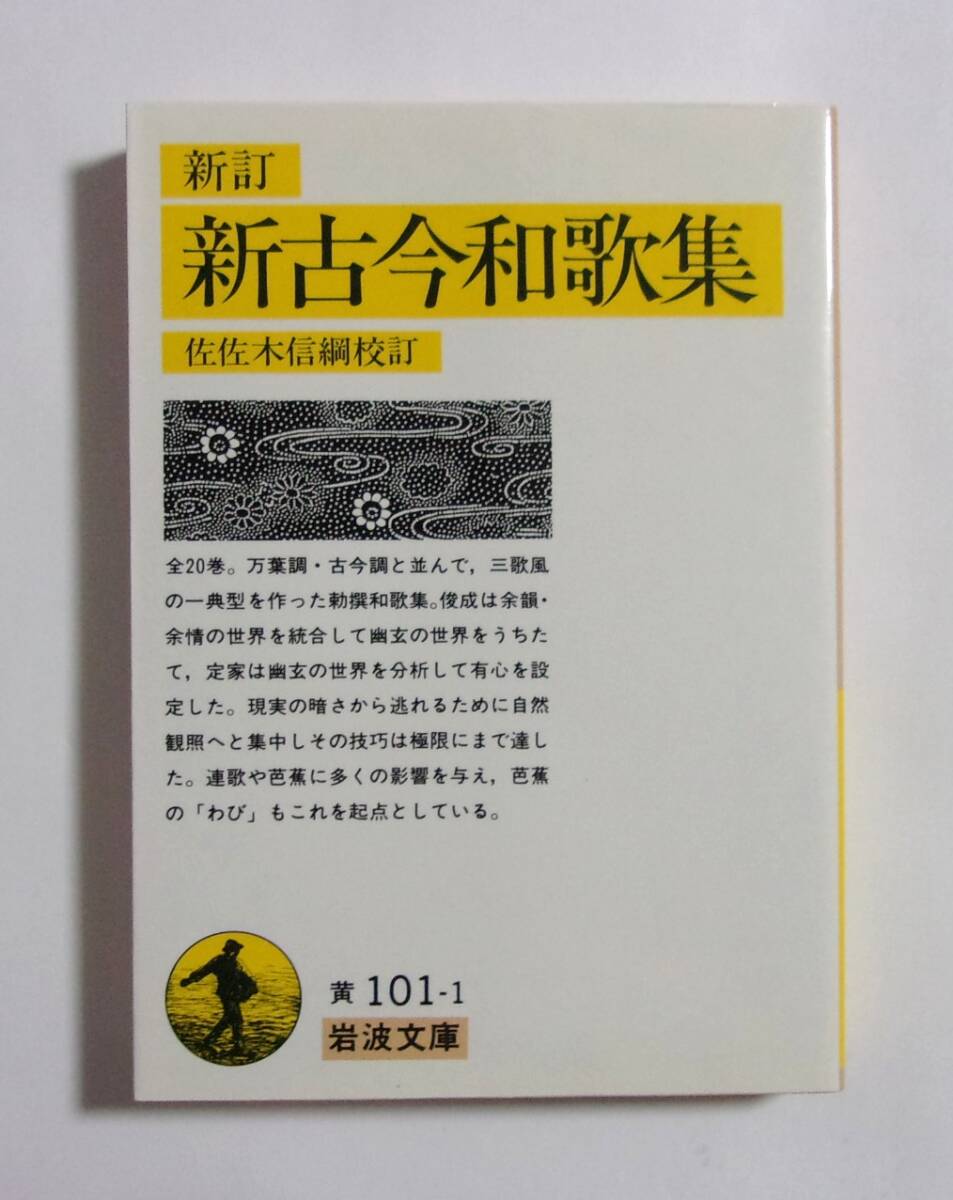 新訂
新古今和歌集
佐佐木信綱校訂
全20巻。万葉調・古今調と並んで，三歌風
の一典型を作った勅撰和歌集。俊成は余韻・
余情の世界を統合して幽玄の世界をうちた
て，定家は幽玄の世界を分析して有心を設
定した。現実の暗さから逃れるために自然
観照へと集中しその技巧は極限にまで達し
た。連歌や芭蕉に多くの影響を与え，芭蕉
の「わび」もこれを起点としている。
黄 101-1
岩波文庫